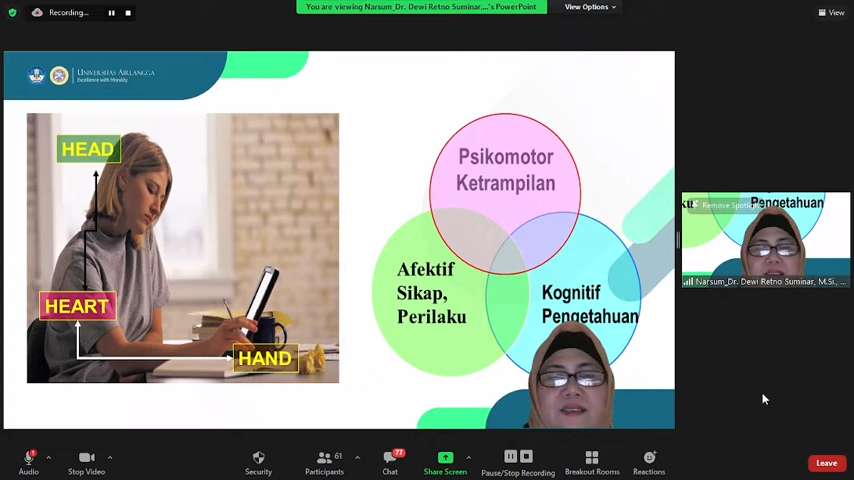 Recording...
You are viewing Narsum_Dr. Dewi Retno Suminar,...'s PowerPoint
View Options
View
UNIVERSITAS AIRLANGGA
Excellence with Morality
HEAD
HEART
HAND
Psikomotor
Ketrampilan
Afektif
Sikap,
Perilaku
Kognitif
Pengetahuan
ku
Remove Spotlight
Pengetahuan
Narsum_Dr. Dewi Retno Suminar, M.Si., ...
Audio
Stop Video
Security
61
Participants
77
Chat
Share Screen
Pause/Stop Recording
Breakout Rooms
Reactions
Leave